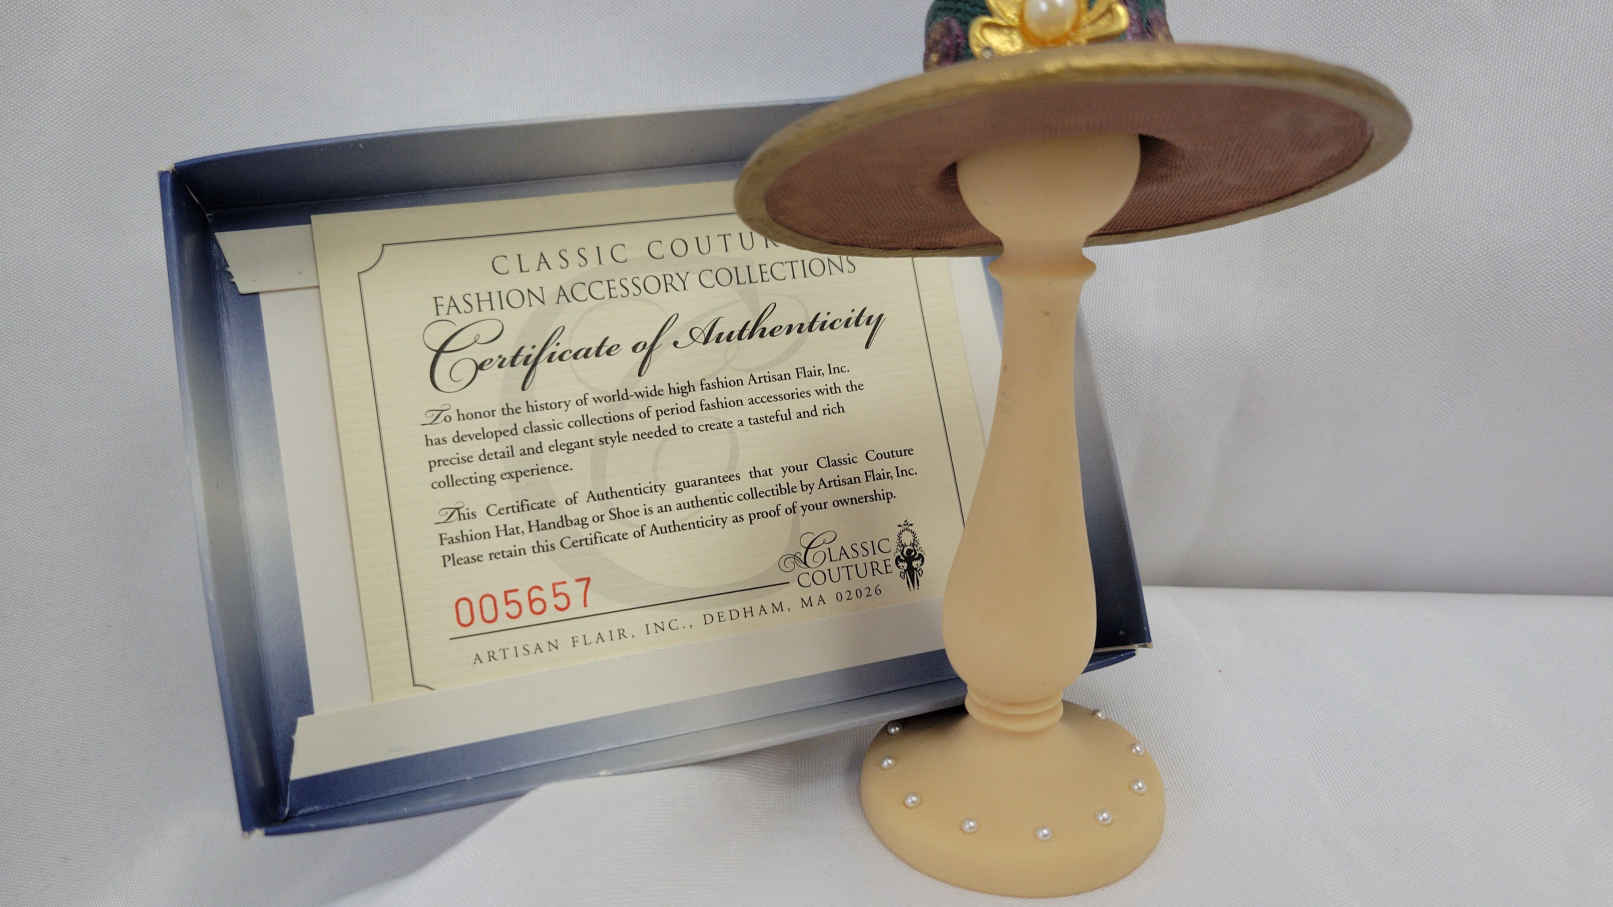 CLASSIC COUTUR
FASHION ACCESSORY COLLECTIONS
Certificate of Authenticity
To honor the history of world-wide high fashion Artisan Flair, Inc.
has developed classic collections of period fashion accessories with the
precise detail and elegant style needed to create a tasteful and rich
collecting experience.
This Certificate of Authenticity guarantees that your Classic Couture
Fashion Hat, Handbag or Shoe is an authentic collectible by Artisan Flair, Inc.
Please retain this Certificate of Authenticity as proof of your ownership.
CLASSIC
COUTURE
005657
ARTISAN FLAIR, INC., DEDHAM, MA 02026